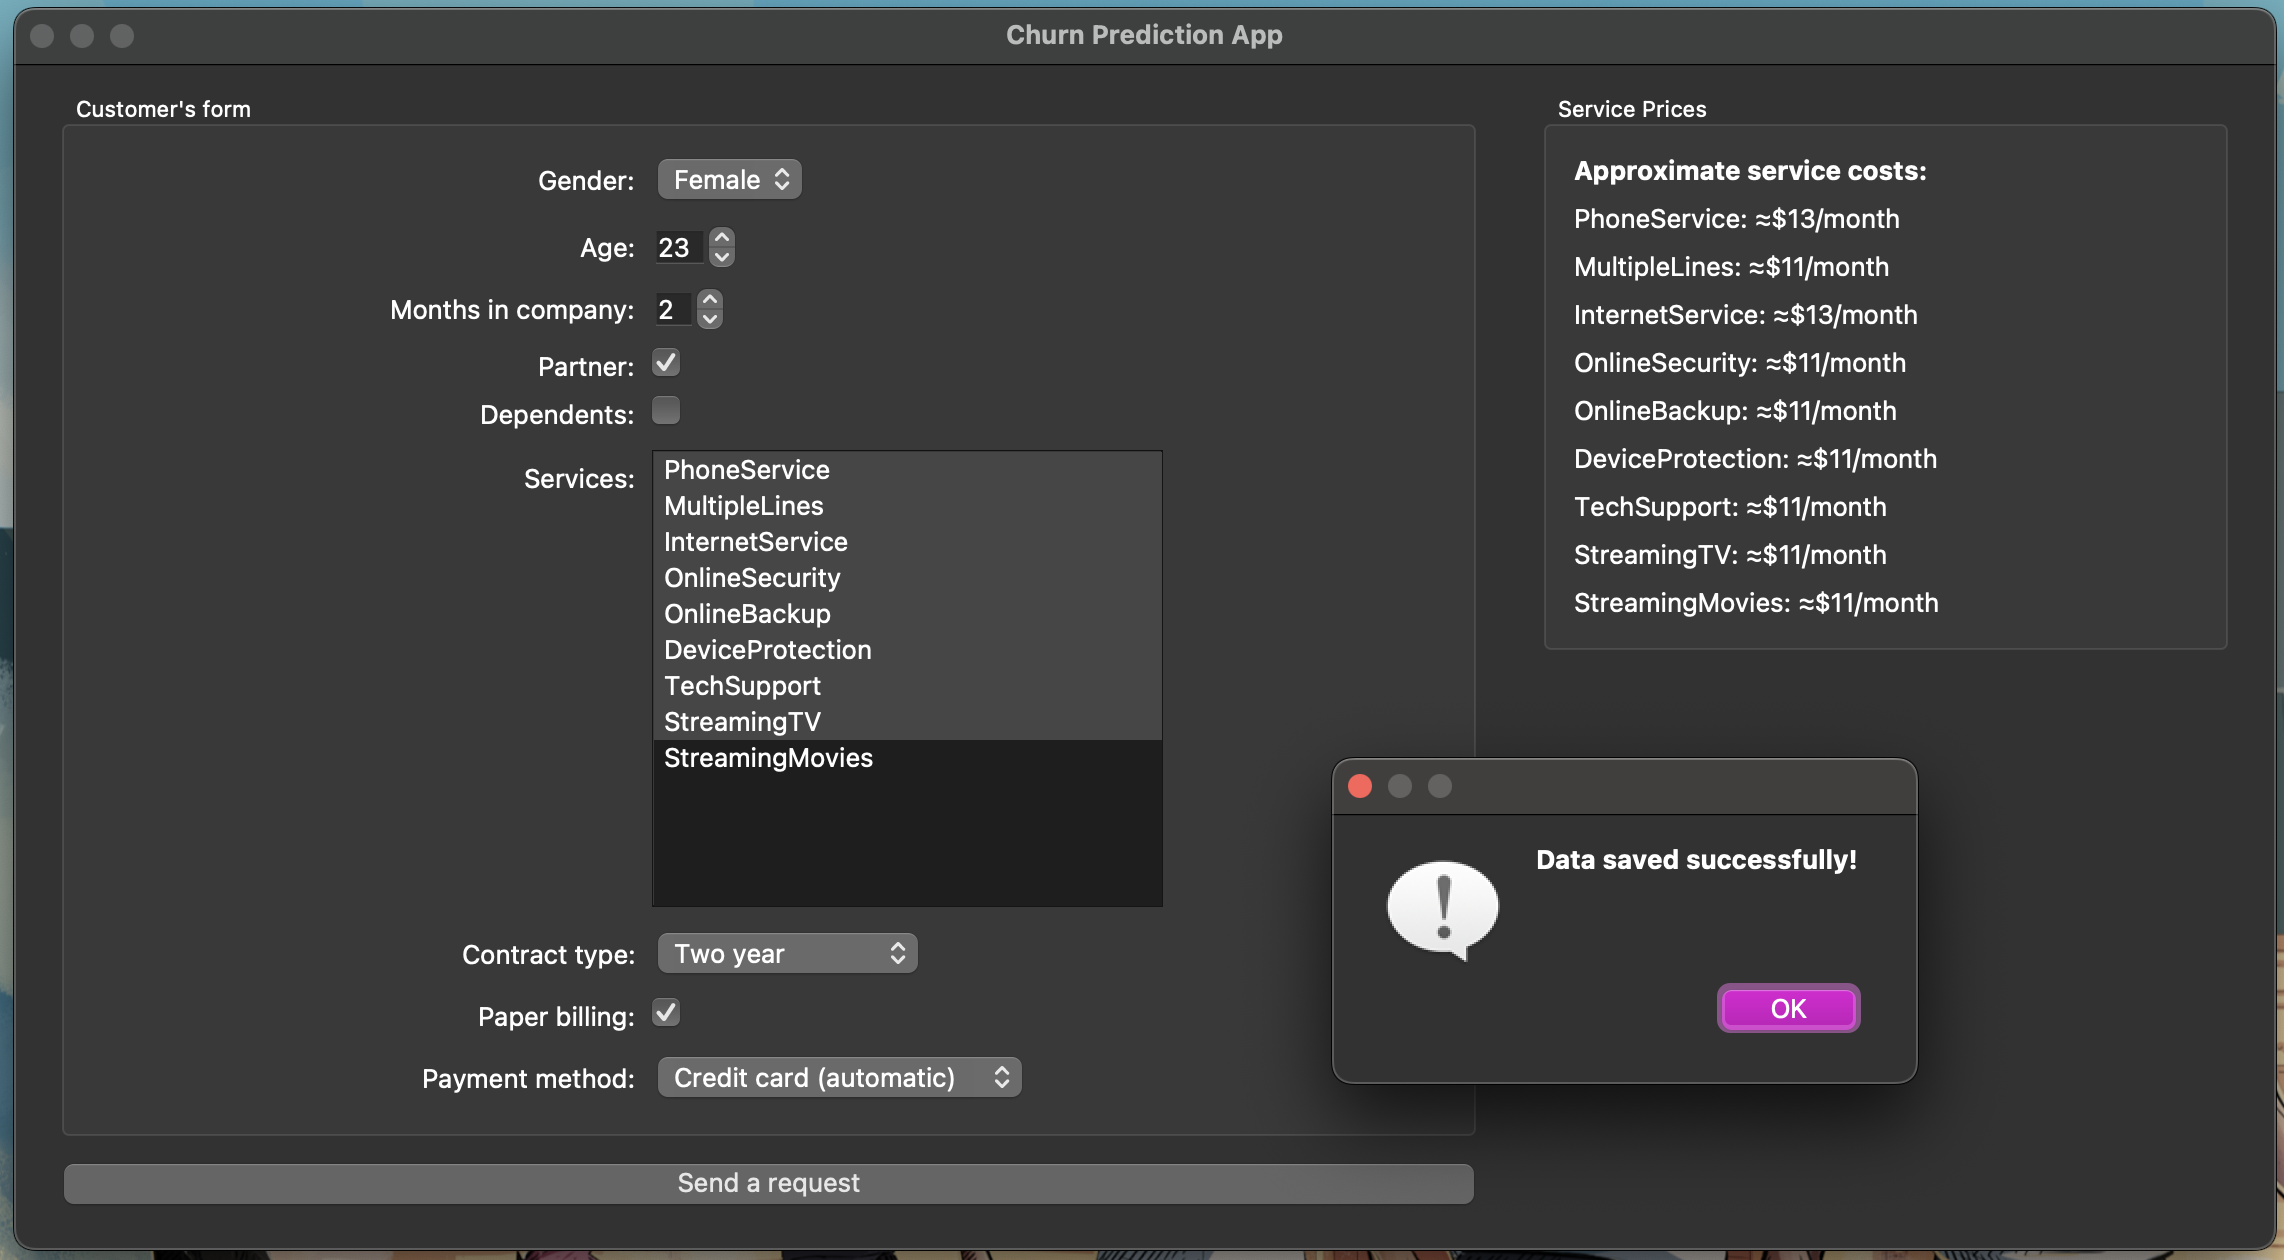 Churn Prediction App
Customer's form
Gender: Female
Age: 23
Months in company: 2
Partner:
Dependents:
Services:
PhoneService
MultipleLines
InternetService
OnlineSecurity
OnlineBackup
DeviceProtection
TechSupport
StreamingTV
StreamingMovies
Contract type: Two year
Paper billing:
Payment method: Credit card (automatic)
Send a request
Service Prices
Approximate service costs:
PhoneService: ≈$13/month
MultipleLines: ≈$11/month
InternetService: ≈$13/month
OnlineSecurity: ≈$11/month
OnlineBackup: ≈$11/month
DeviceProtection: ≈$11/month
TechSupport: ≈$11/month
StreamingTV: ≈$11/month
StreamingMovies: ≈$11/month
Data saved successfully!
OK